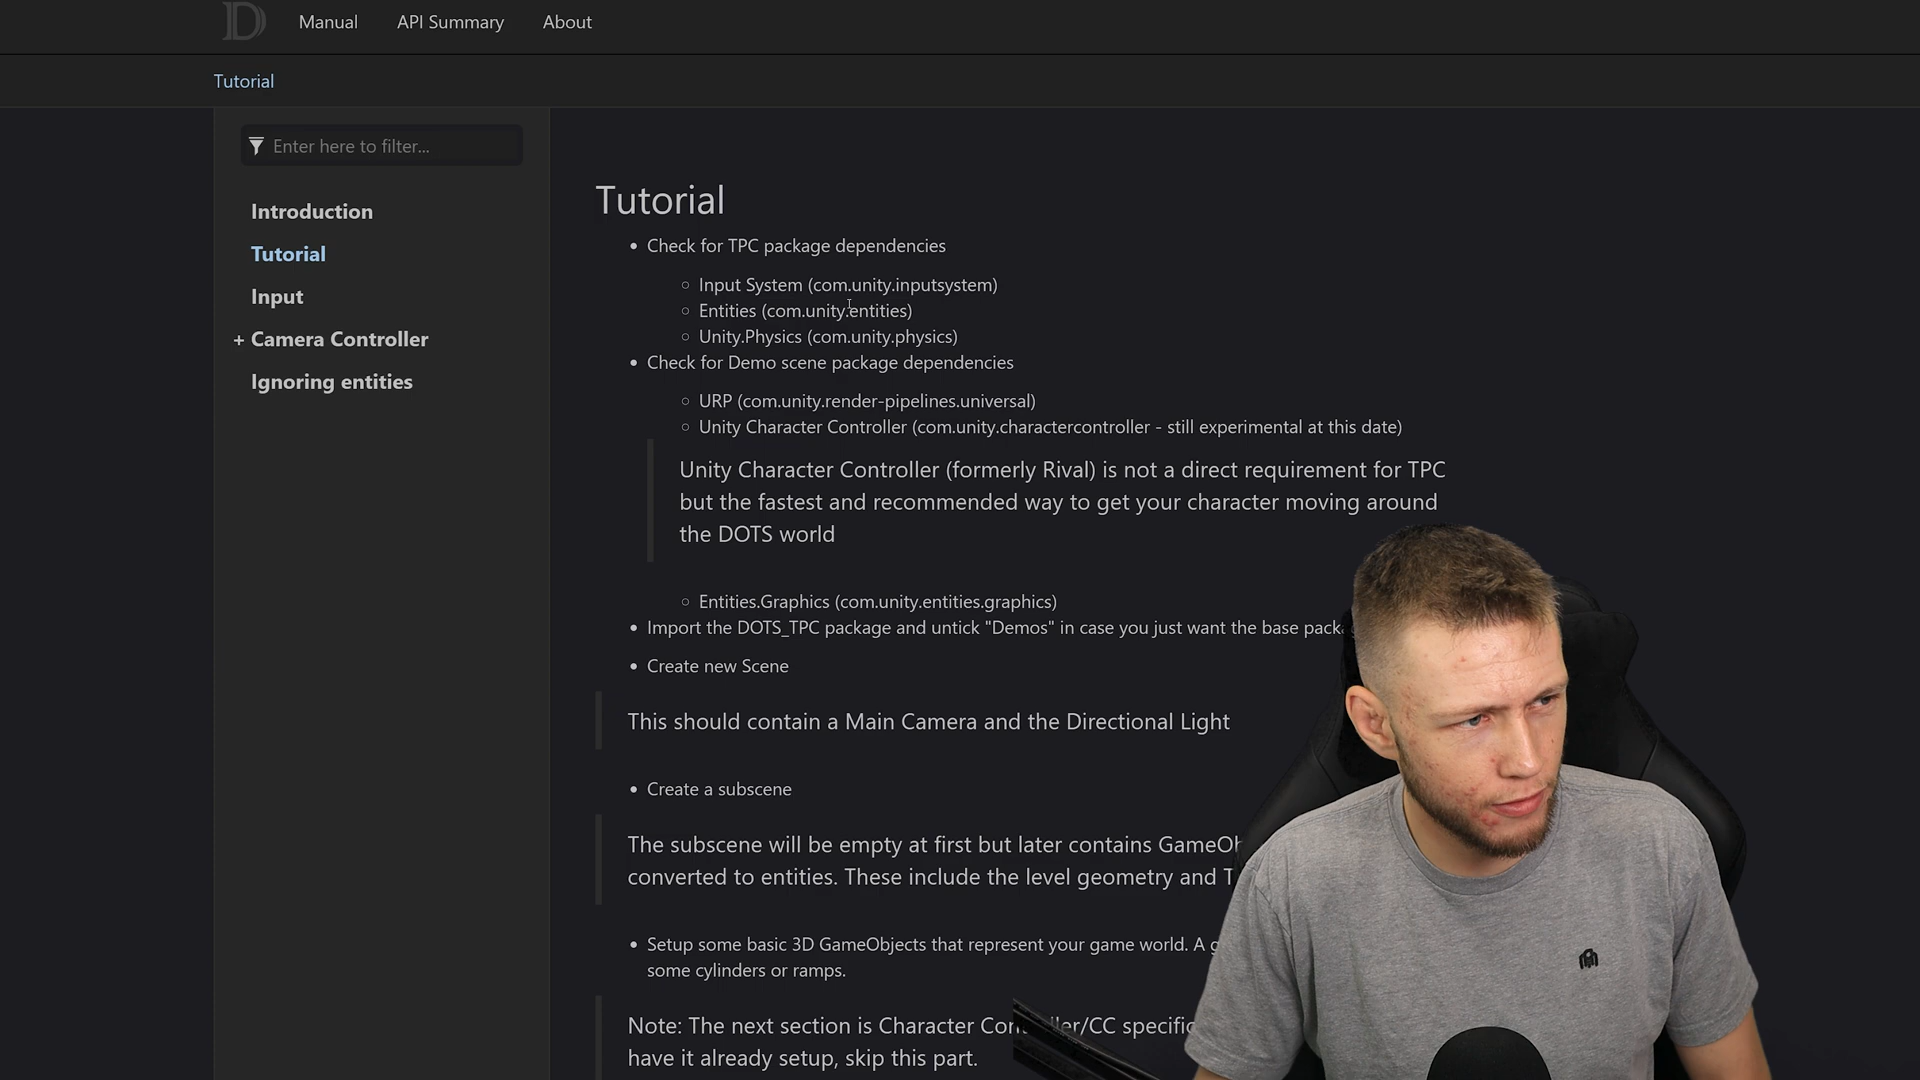 Manual API Summary About
Tutorial
Enter here to filter...
Introduction
Tutorial
Input
+ Camera Controller
Ignoring entities
Tutorial
• Check for TPC package dependencies
○ Input System (com.unity.inputsystem)
○ Entities (com.unity.entities)
○ Unity.Physics (com.unity.physics)
• Check for Demo scene package dependencies
○ URP (com.unity.render-pipelines.universal)
○ Unity Character Controller (com.unity.charactercontroller - still experimental at this date)
Unity Character Controller (formerly Rival) is not a direct requirement for TPC
but the fastest and recommended way to get your character moving around
the DOTS world
○ Entities.Graphics (com.unity.entities.graphics)
• Import the DOTS_TPC package and untick "Demos" in case you just want the base
• Create new Scene
This should contain a Main Camera and the Directional Light
• Create a subscene
The subscene will be empty at first but later contains
converted to entities. These include the level geometry and
• Setup some basic 3D GameObjects that represent your game world. A
some cylinders or ramps.
Note: The next section is Character
have it already setup, skip this part.